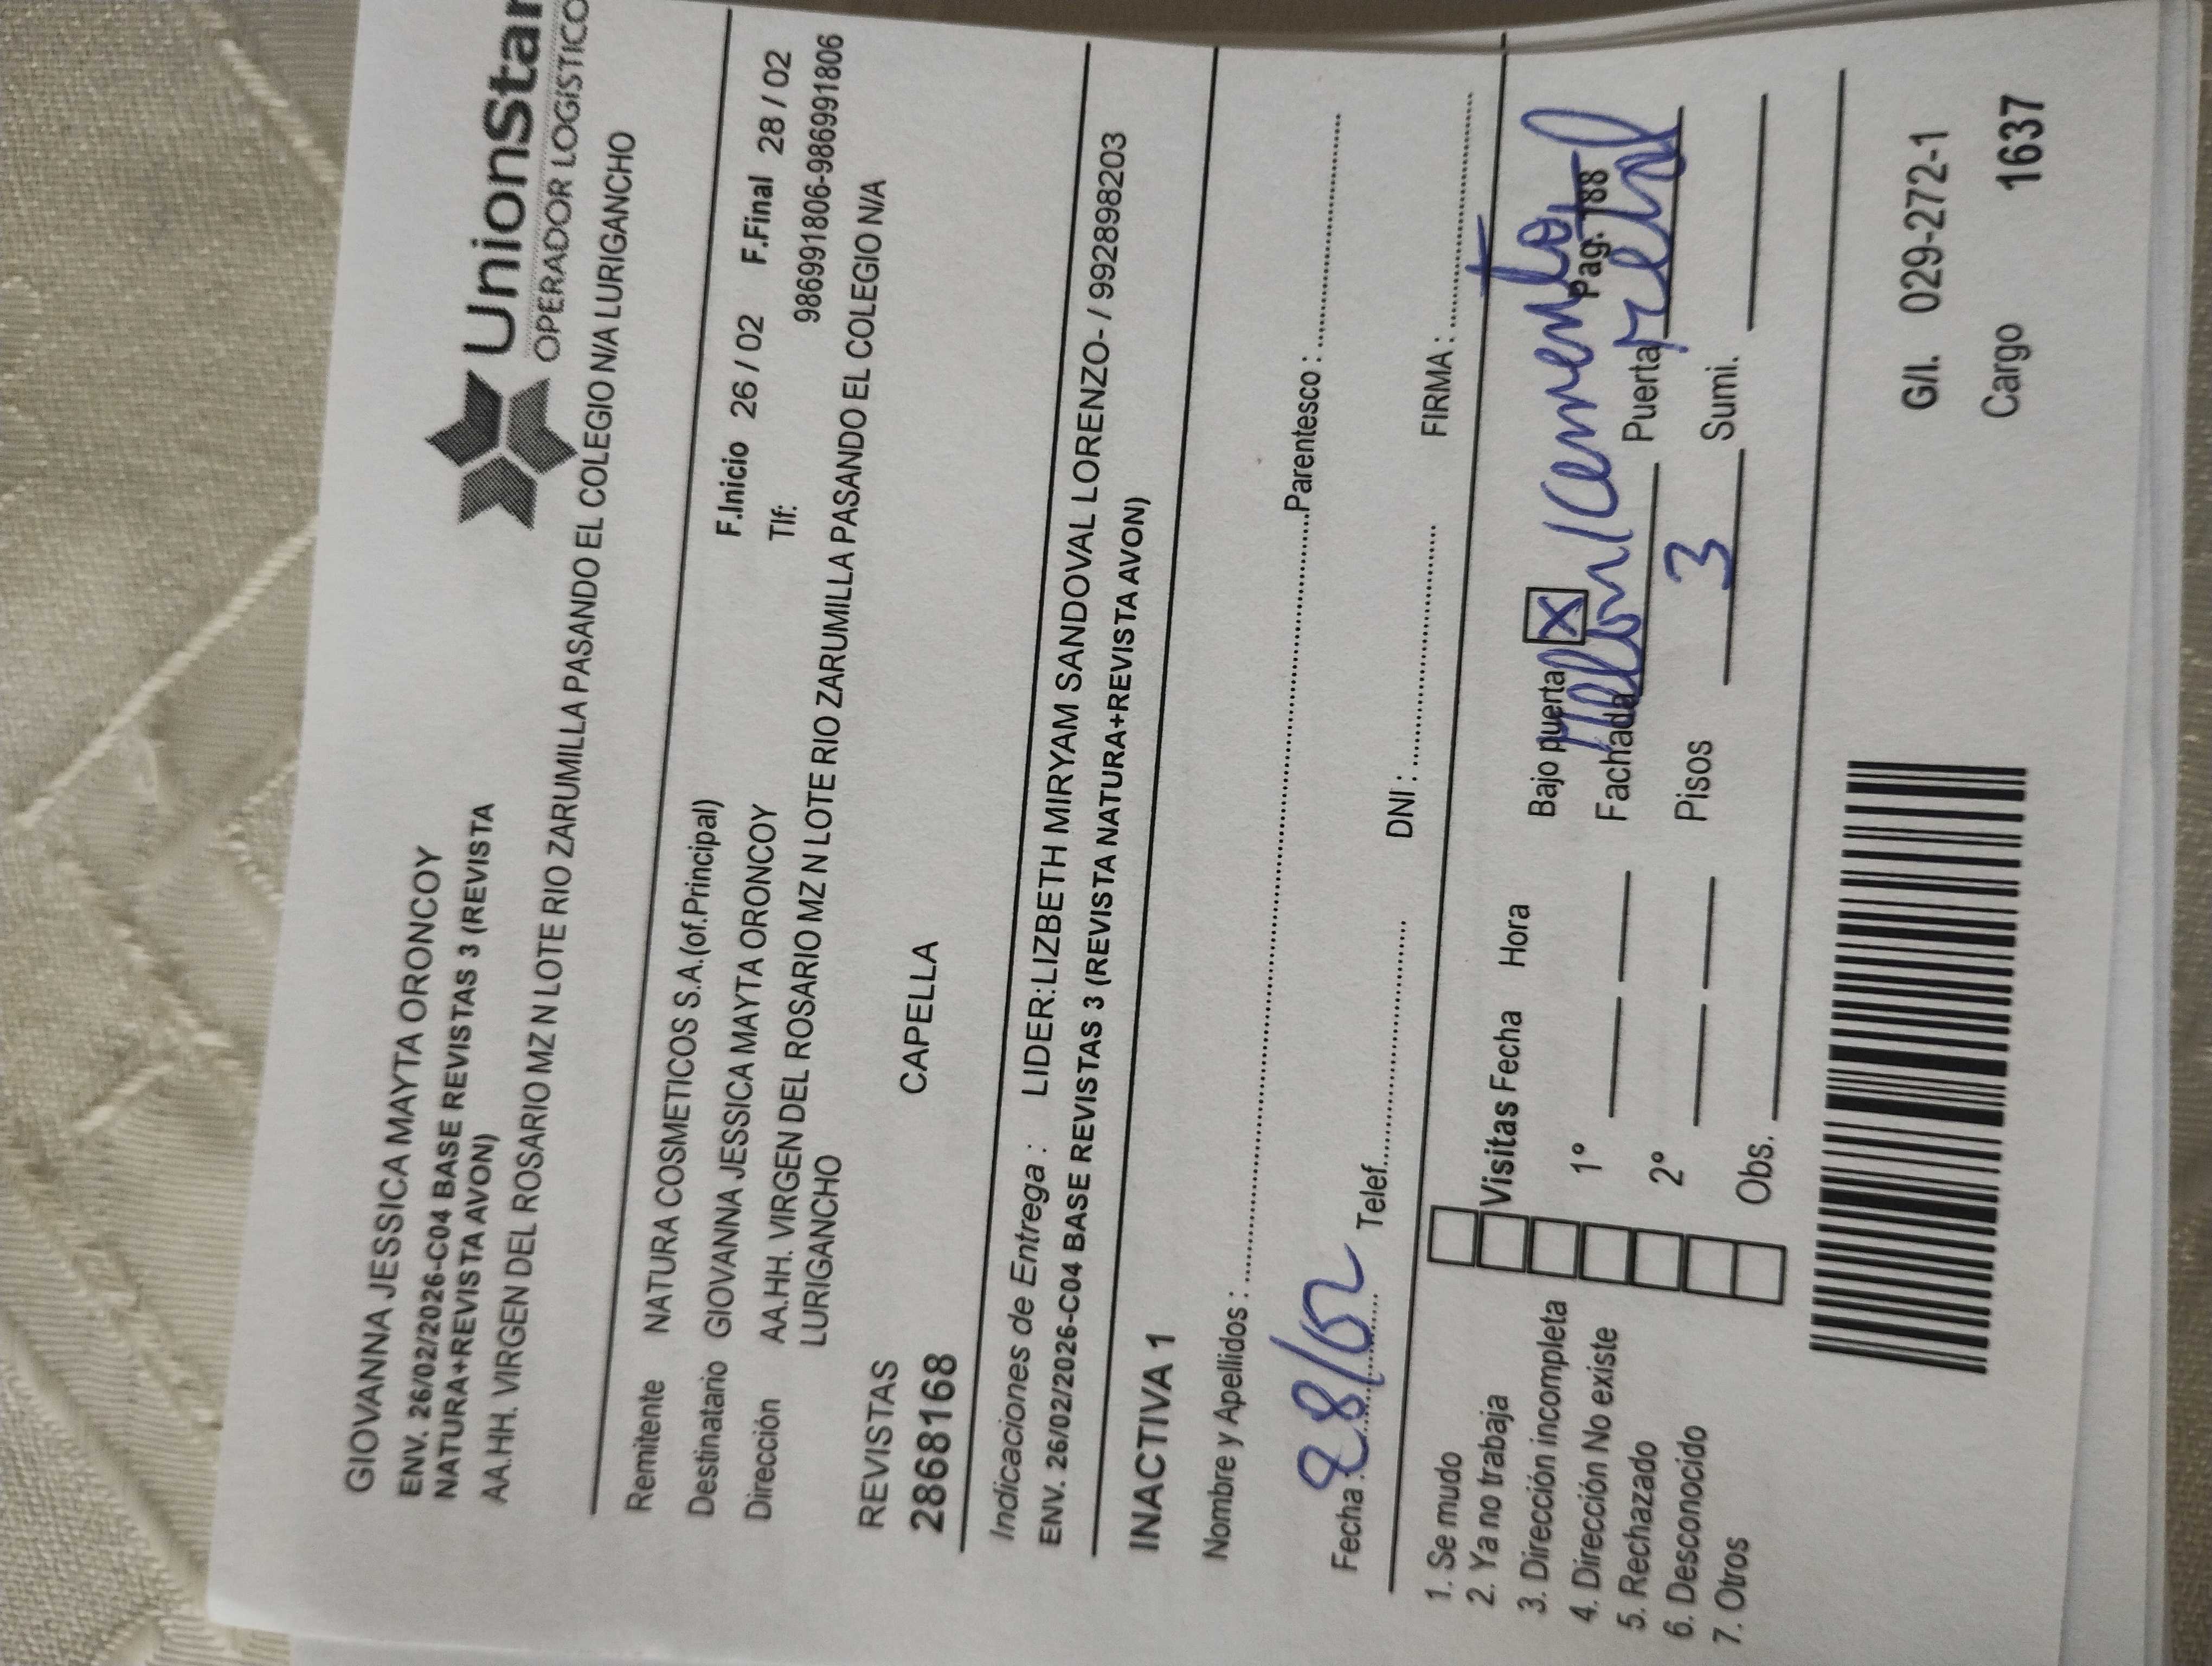 GIOVANNA JESSICA MAYTA ORONCOY
ENV. 26/02/2026-C04 BASE REVISTAS 3 (REVISTA
NATURA+REVISTA AVON)
AA.HH. VIRGEN DEL ROSARIO MZ N LOTE RIO ZARUMILLA PASANDO EL COLEGIO N/A LURIGANCHO
UnionStar
OPERADOR LOGISTICO
Remitente NATURA COSMETICOS S.A.(of.Principal) F.Inicio 26 / 02 F.Final 28 / 02
Destinatario GIOVANNA JESSICA MAYTA ORONCOY Tlf: 986991806-986991806
Dirección AA.HH. VIRGEN DEL ROSARIO MZ N LOTE RIO ZARUMILLA PASANDO EL COLEGIO N/A
LURIGANCHO
REVISTAS CAPELLA
2868168
Indicaciones de Entrega : LIDER:LIZBETH MIRYAM SANDOVAL LORENZO- / 992898203
ENV. 26/02/2026-C04 BASE REVISTAS 3 (REVISTA NATURA+REVISTA AVON)
INACTIVA 1
Nombre y Apellidos : Parentesco :
Fecha : 28/02 Telef. DNI : FIRMA :
1. Se mudo
2. Ya no trabaja
3. Dirección incompleta
4. Dirección No existe
5. Rechazado
6. Desconocido
7. Otros
Visitas Fecha Hora
1°
2°
Obs.
Bajo puerta X
Fachada /Cemento Puerta Pag. 188
Pisos 3 Sumi.
G/I. 029-272-1
Cargo 1637